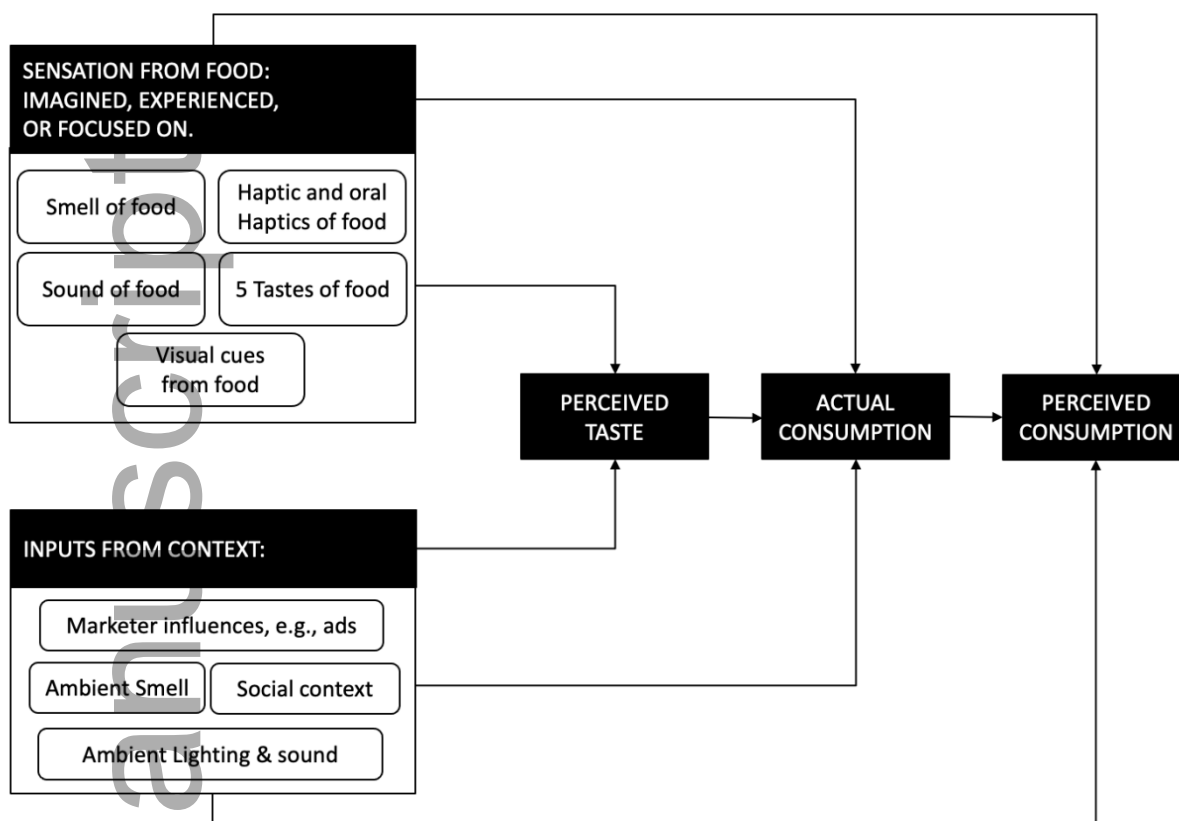 SENSATION FROM FOOD:
IMAGINED, EXPERIENCED,
OR FOCUSED ON.
Smell of food
Haptic and oral
Haptics of food
Sound of food
5 Tastes of food
Visual cues
from food
PERCEIVED
TASTE
ACTUAL
CONSUMPTION
PERCEIVED
CONSUMPTION
INPUTS FROM CONTEXT:
Marketer influences, e.g., ads
Ambient Smell
Social context
Ambient Lighting & sound
anuscript